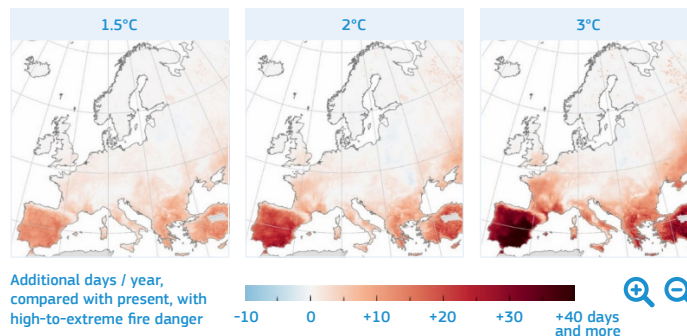 1.5°C
2°C
3°C
Additional days / year,
compared with present, with
high-to-extreme fire danger
-10 0 +10 +20 +30 +40 days
and more